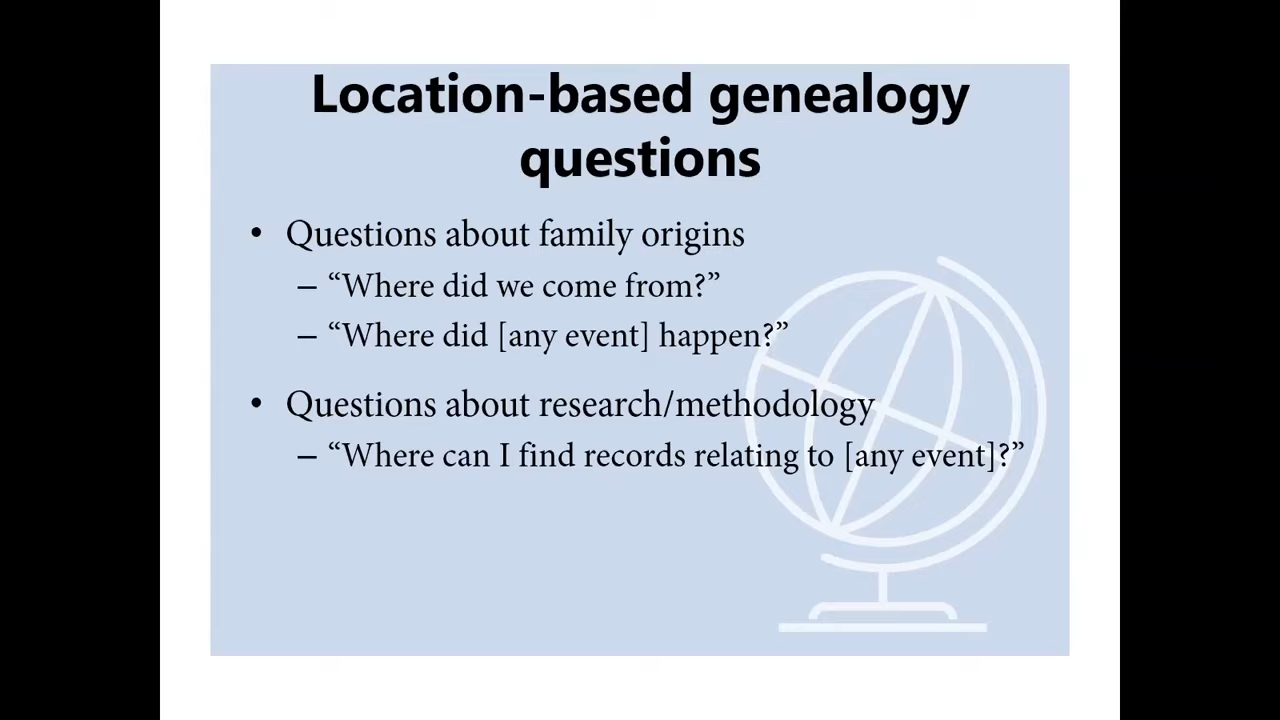 Location-based genealogy
questions
• Questions about family origins
– “Where did we come from?”
– “Where did [any event] happen?”
• Questions about research/methodology
– “Where can I find records relating to [any event]?”